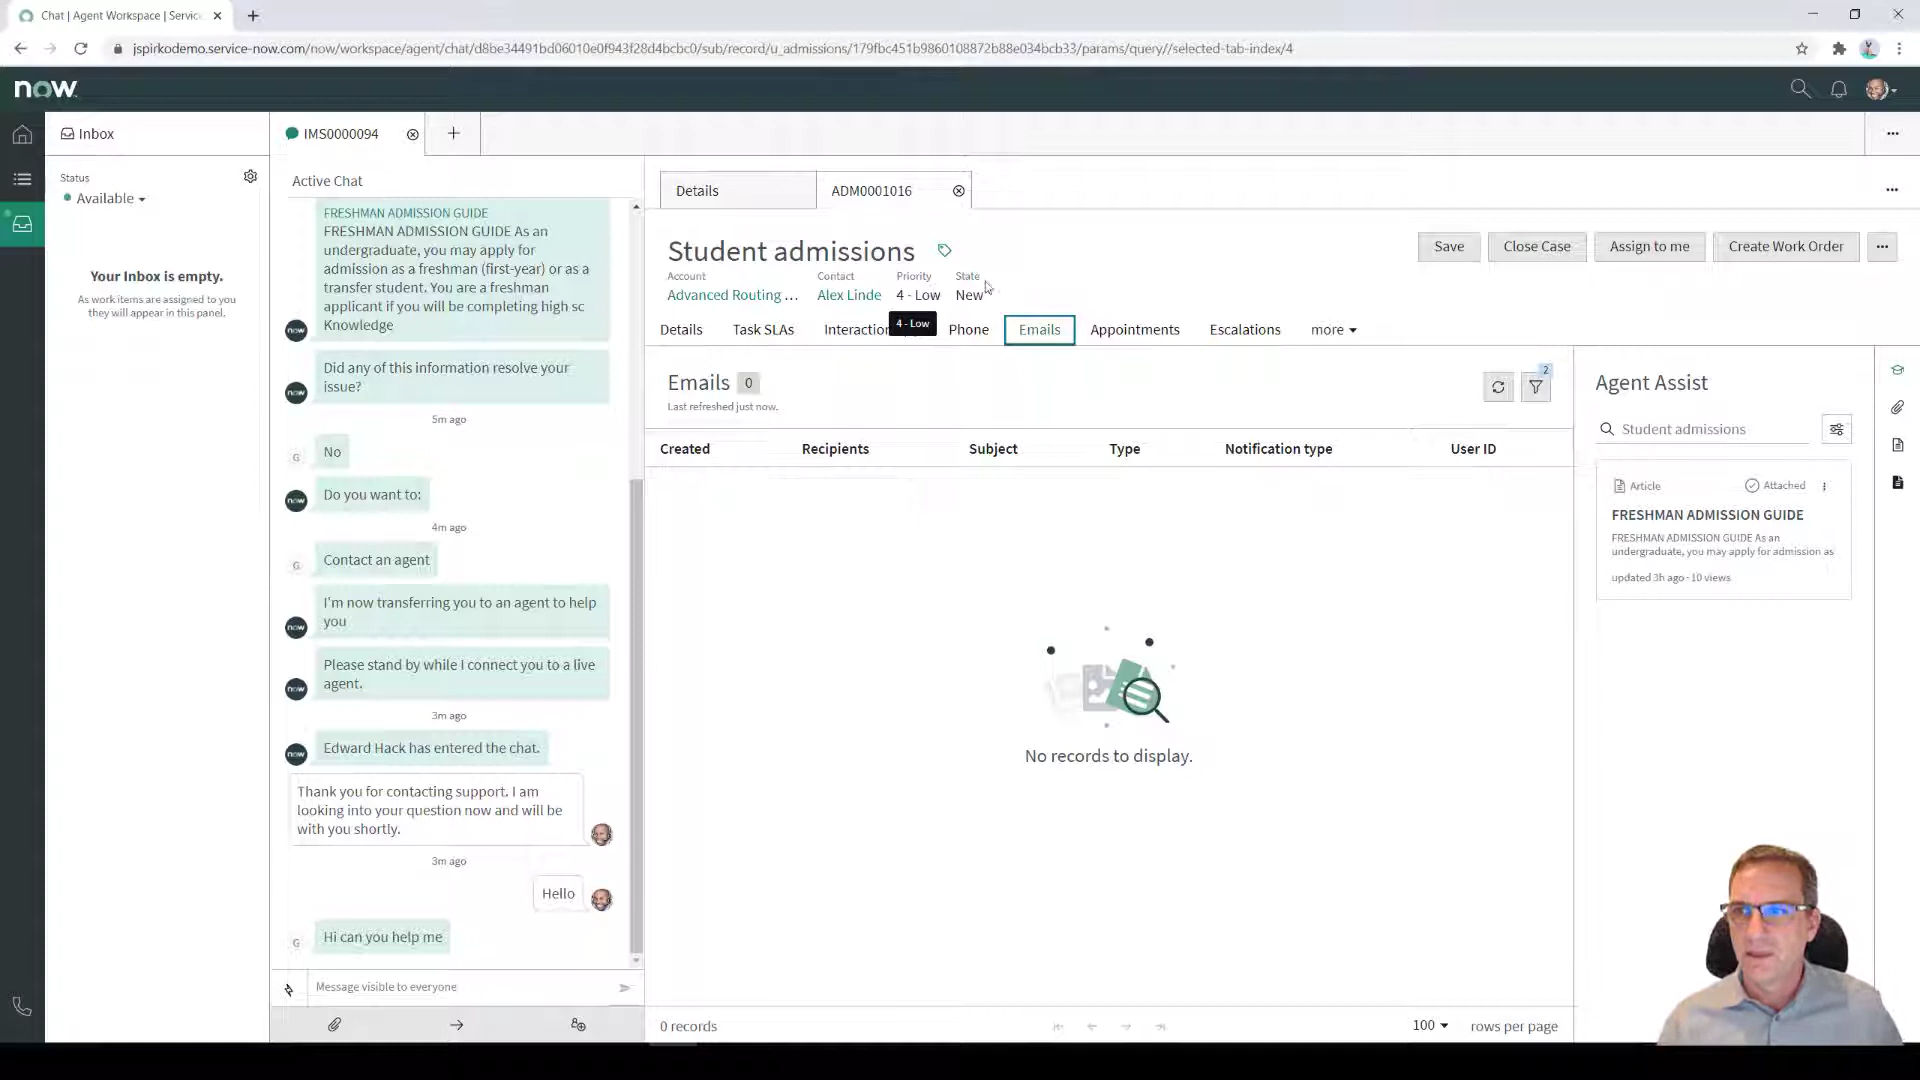 Chat | Agent Workspace | Servic
jspirkodemo.service-now.com/now/workspace/agent/chat/d8be34491bd06010e0f943f28d4bcbc0/sub/record/u_admissions/179fbc451b9860108872b88e034bcb33/params/query//selected-tab-index/4
now
Inbox
IMS0000094
Status
Available
Your Inbox is empty.
As work items are assigned to you
they will appear in this panel.
Active Chat
FRESHMAN ADMISSION GUIDE
FRESHMAN ADMISSION GUIDE As an
undergraduate, you may apply for
admission as a freshman (first-year) or as a
transfer student. You are a freshman
applicant if you will be completing high sc
Knowledge
now
Did any of this information resolve your
issue?
now
5m ago
No
G
Do you want to:
now
4m ago
Contact an agent
G
I'm now transferring you to an agent to help
you
now
Please stand by while I connect you to a live
agent.
now
3m ago
Edward Hack has entered the chat.
now
Thank you for contacting support. I am
looking into your question now and will be
with you shortly.
3m ago
Hello
Hi can you help me
G
Message visible to everyone
Details
ADM0001016
Student admissions
Save
Close Case
Assign to me
Create Work Order
Account
Contact
Priority
State
Advanced Routing ...
Alex Linde
4 - Low
New
4 - Low
Details
Task SLAs
Interaction
Phone
Emails
Appointments
Escalations
more
Emails 0
2
Last refreshed just now.
Created
Recipients
Subject
Type
Notification type
User ID
No records to display.
0 records
100
rows per page
Agent Assist
Student admissions
Article
Attached
FRESHMAN ADMISSION GUIDE
FRESHMAN ADMISSION GUIDE As an
undergraduate, you may apply for admission as
updated 3h ago - 10 views